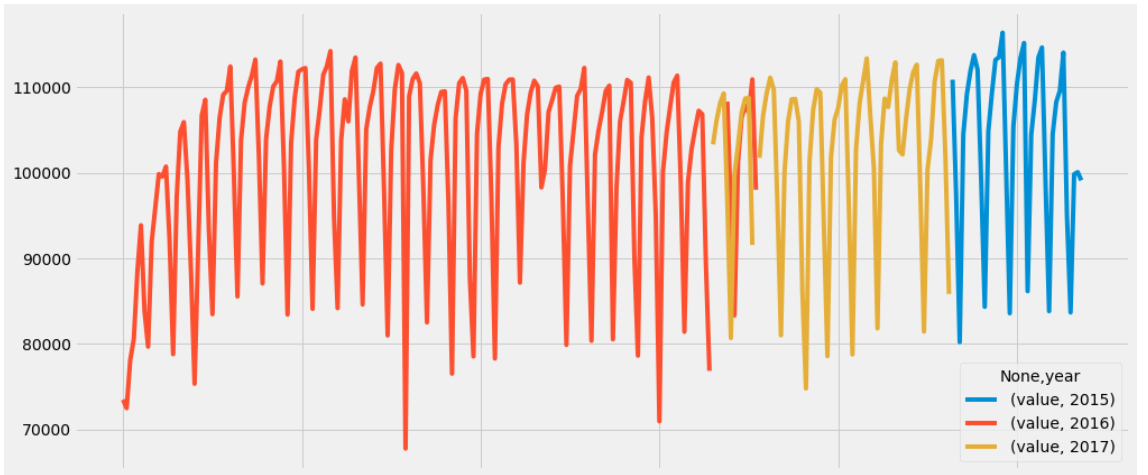 110000
100000
90000
80000
70000
None,year
(value, 2015)
(value, 2016)
(value, 2017)